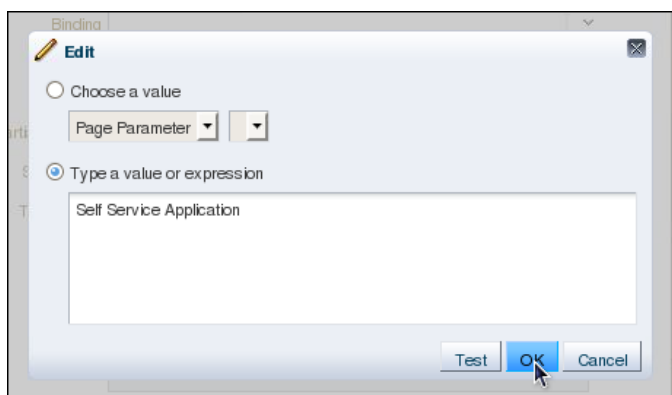 Binding
Edit
Choose a value
Page Parameter
Type a value or expression
Self Service Application
Test OK Cancel